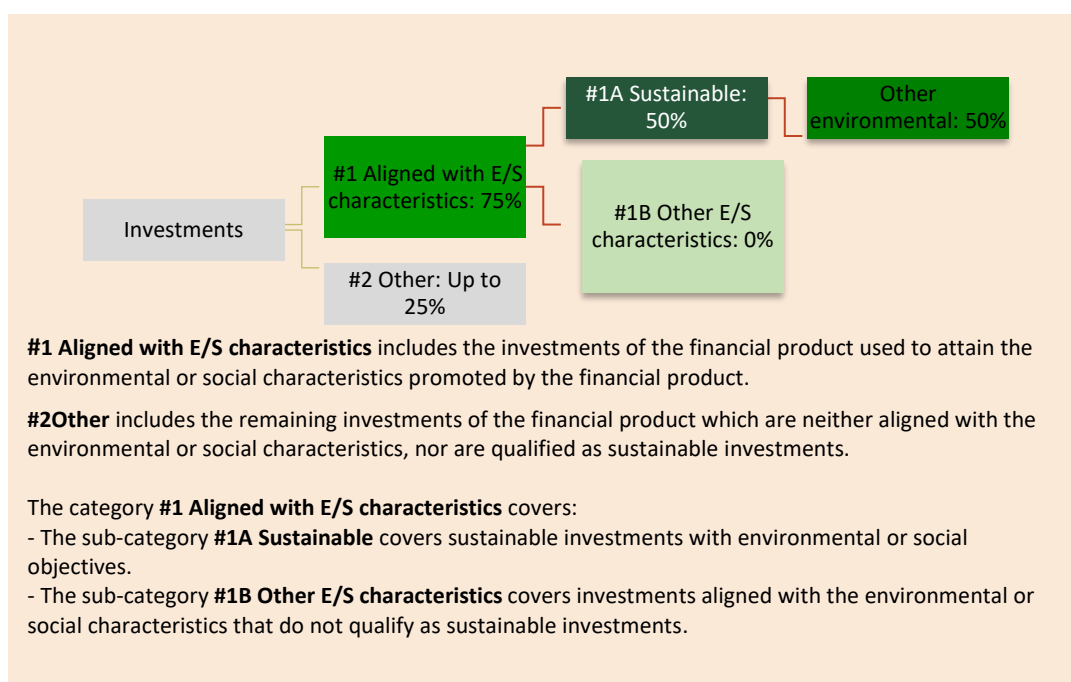 #1A Sustainable:
50%
Other
environmental: 50%
#1 Aligned with E/S
characteristics: 75%
#1B Other E/S
characteristics: 0%
Investments
#2 Other: Up to
25%
#1 Aligned with E/S characteristics includes the investments of the financial product used to attain the
environmental or social characteristics promoted by the financial product.
#2Other includes the remaining investments of the financial product which are neither aligned with the
environmental or social characteristics, nor are qualified as sustainable investments.
The category #1 Aligned with E/S characteristics covers:
- The sub-category #1A Sustainable covers sustainable investments with environmental or social
objectives.
- The sub-category #1B Other E/S characteristics covers investments aligned with the environmental or
social characteristics that do not qualify as sustainable investments.